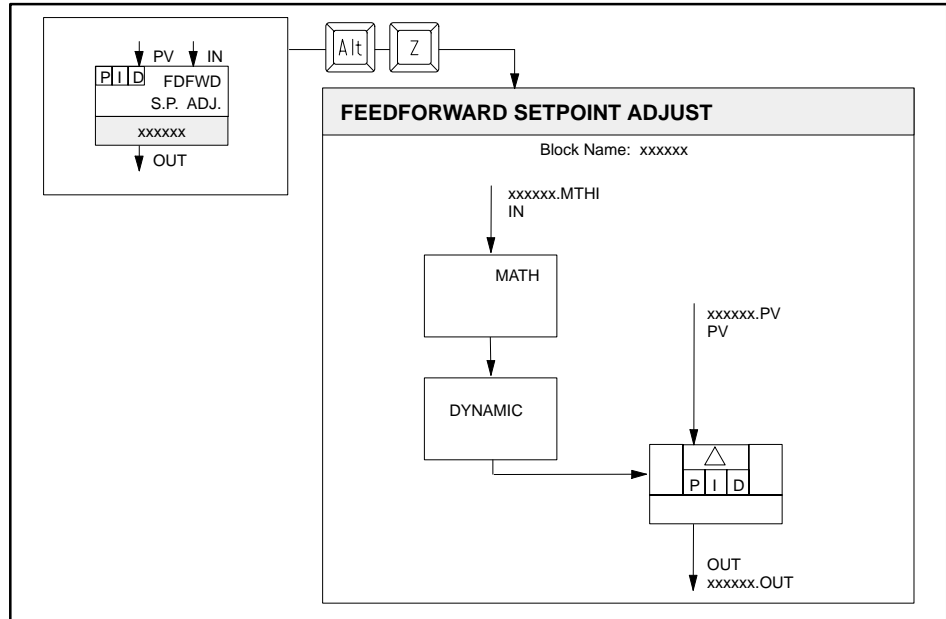 PV IN
P I D FDFWD
S.P. ADJ.
xxxxxx
OUT
Alt Z
FEEDFORWARD SETPOINT ADJUST
Block Name: xxxxxx
xxxxxx.MTHI
IN
MATH
xxxxxx.PV
PV
DYNAMIC
P I D
OUT
xxxxxx.OUT